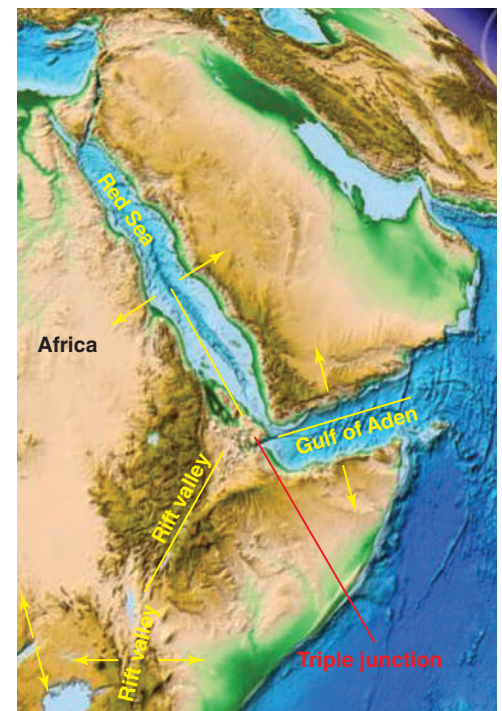 Red Sea
Africa
Gulf of Aden
Rift valley
Rift valley
Triple junction